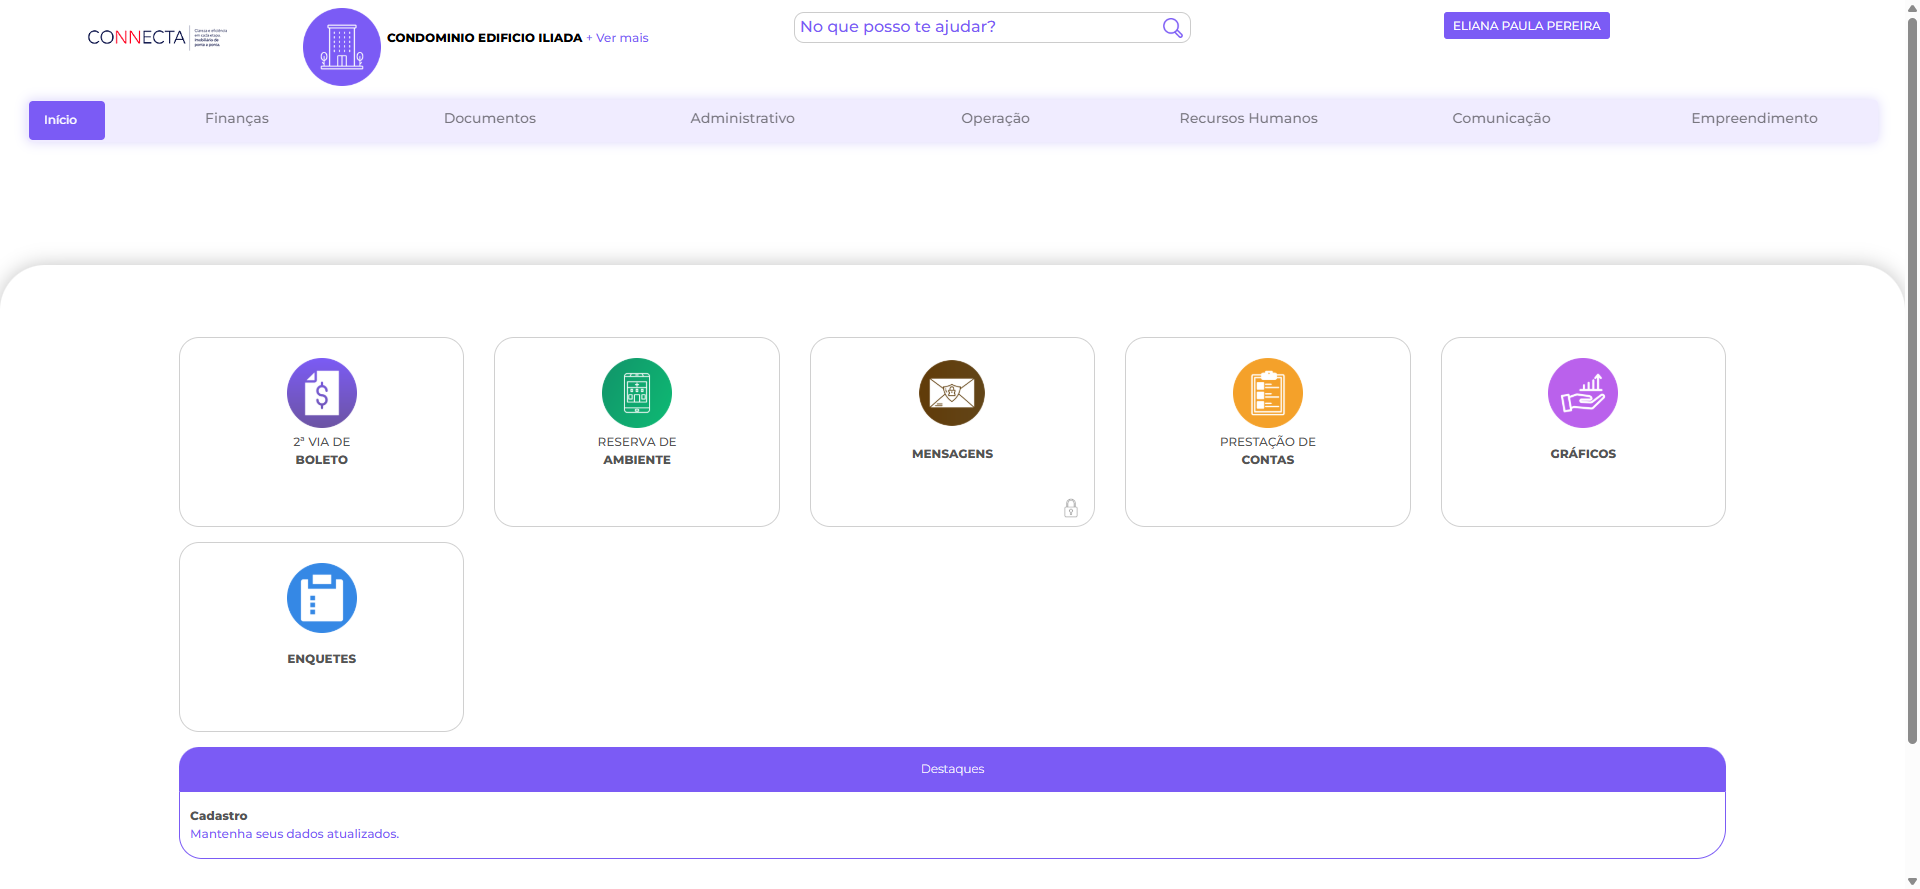 CONNECTA
CONDOMINIO EDIFICIO ILIADA + Ver mais
No que posso te ajudar?
ELIANA PAULA PEREIRA
Início
Finanças
Documentos
Administrativo
Operação
Recursos Humanos
Comunicação
Empreendimento
2ª VIA DE
BOLETO
RESERVA DE
AMBIENTE
MENSAGENS
PRESTAÇÃO DE
CONTAS
GRÁFICOS
ENQUETES
Destaques
Cadastro
Mantenha seus dados atualizados.